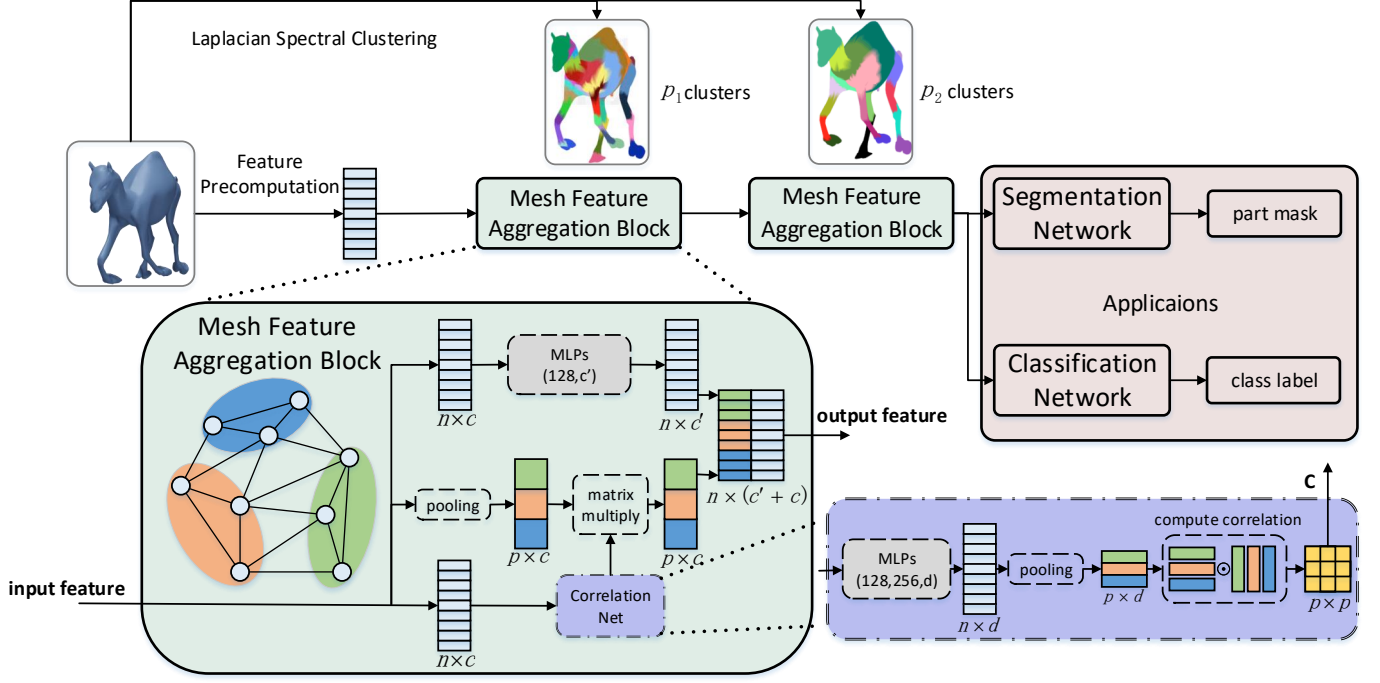 Laplacian Spectral Clustering
p₁ clusters
p₂ clusters
Feature
Precomputation
Mesh Feature
Aggregation Block
Mesh Feature
Aggregation Block
Segmentation
Network
part mask
Applicaions
Classification
Network
class label
Mesh Feature
Aggregation Block
n×c
MLPs
(128,c')
n×c'
output feature
n×(c'+c)
pooling
p×c
matrix
multiply
p×c
input feature
n×c
Correlation
Net
C
compute correlation
MLPs
(128,256,d)
n×d
pooling
p×d
p×p